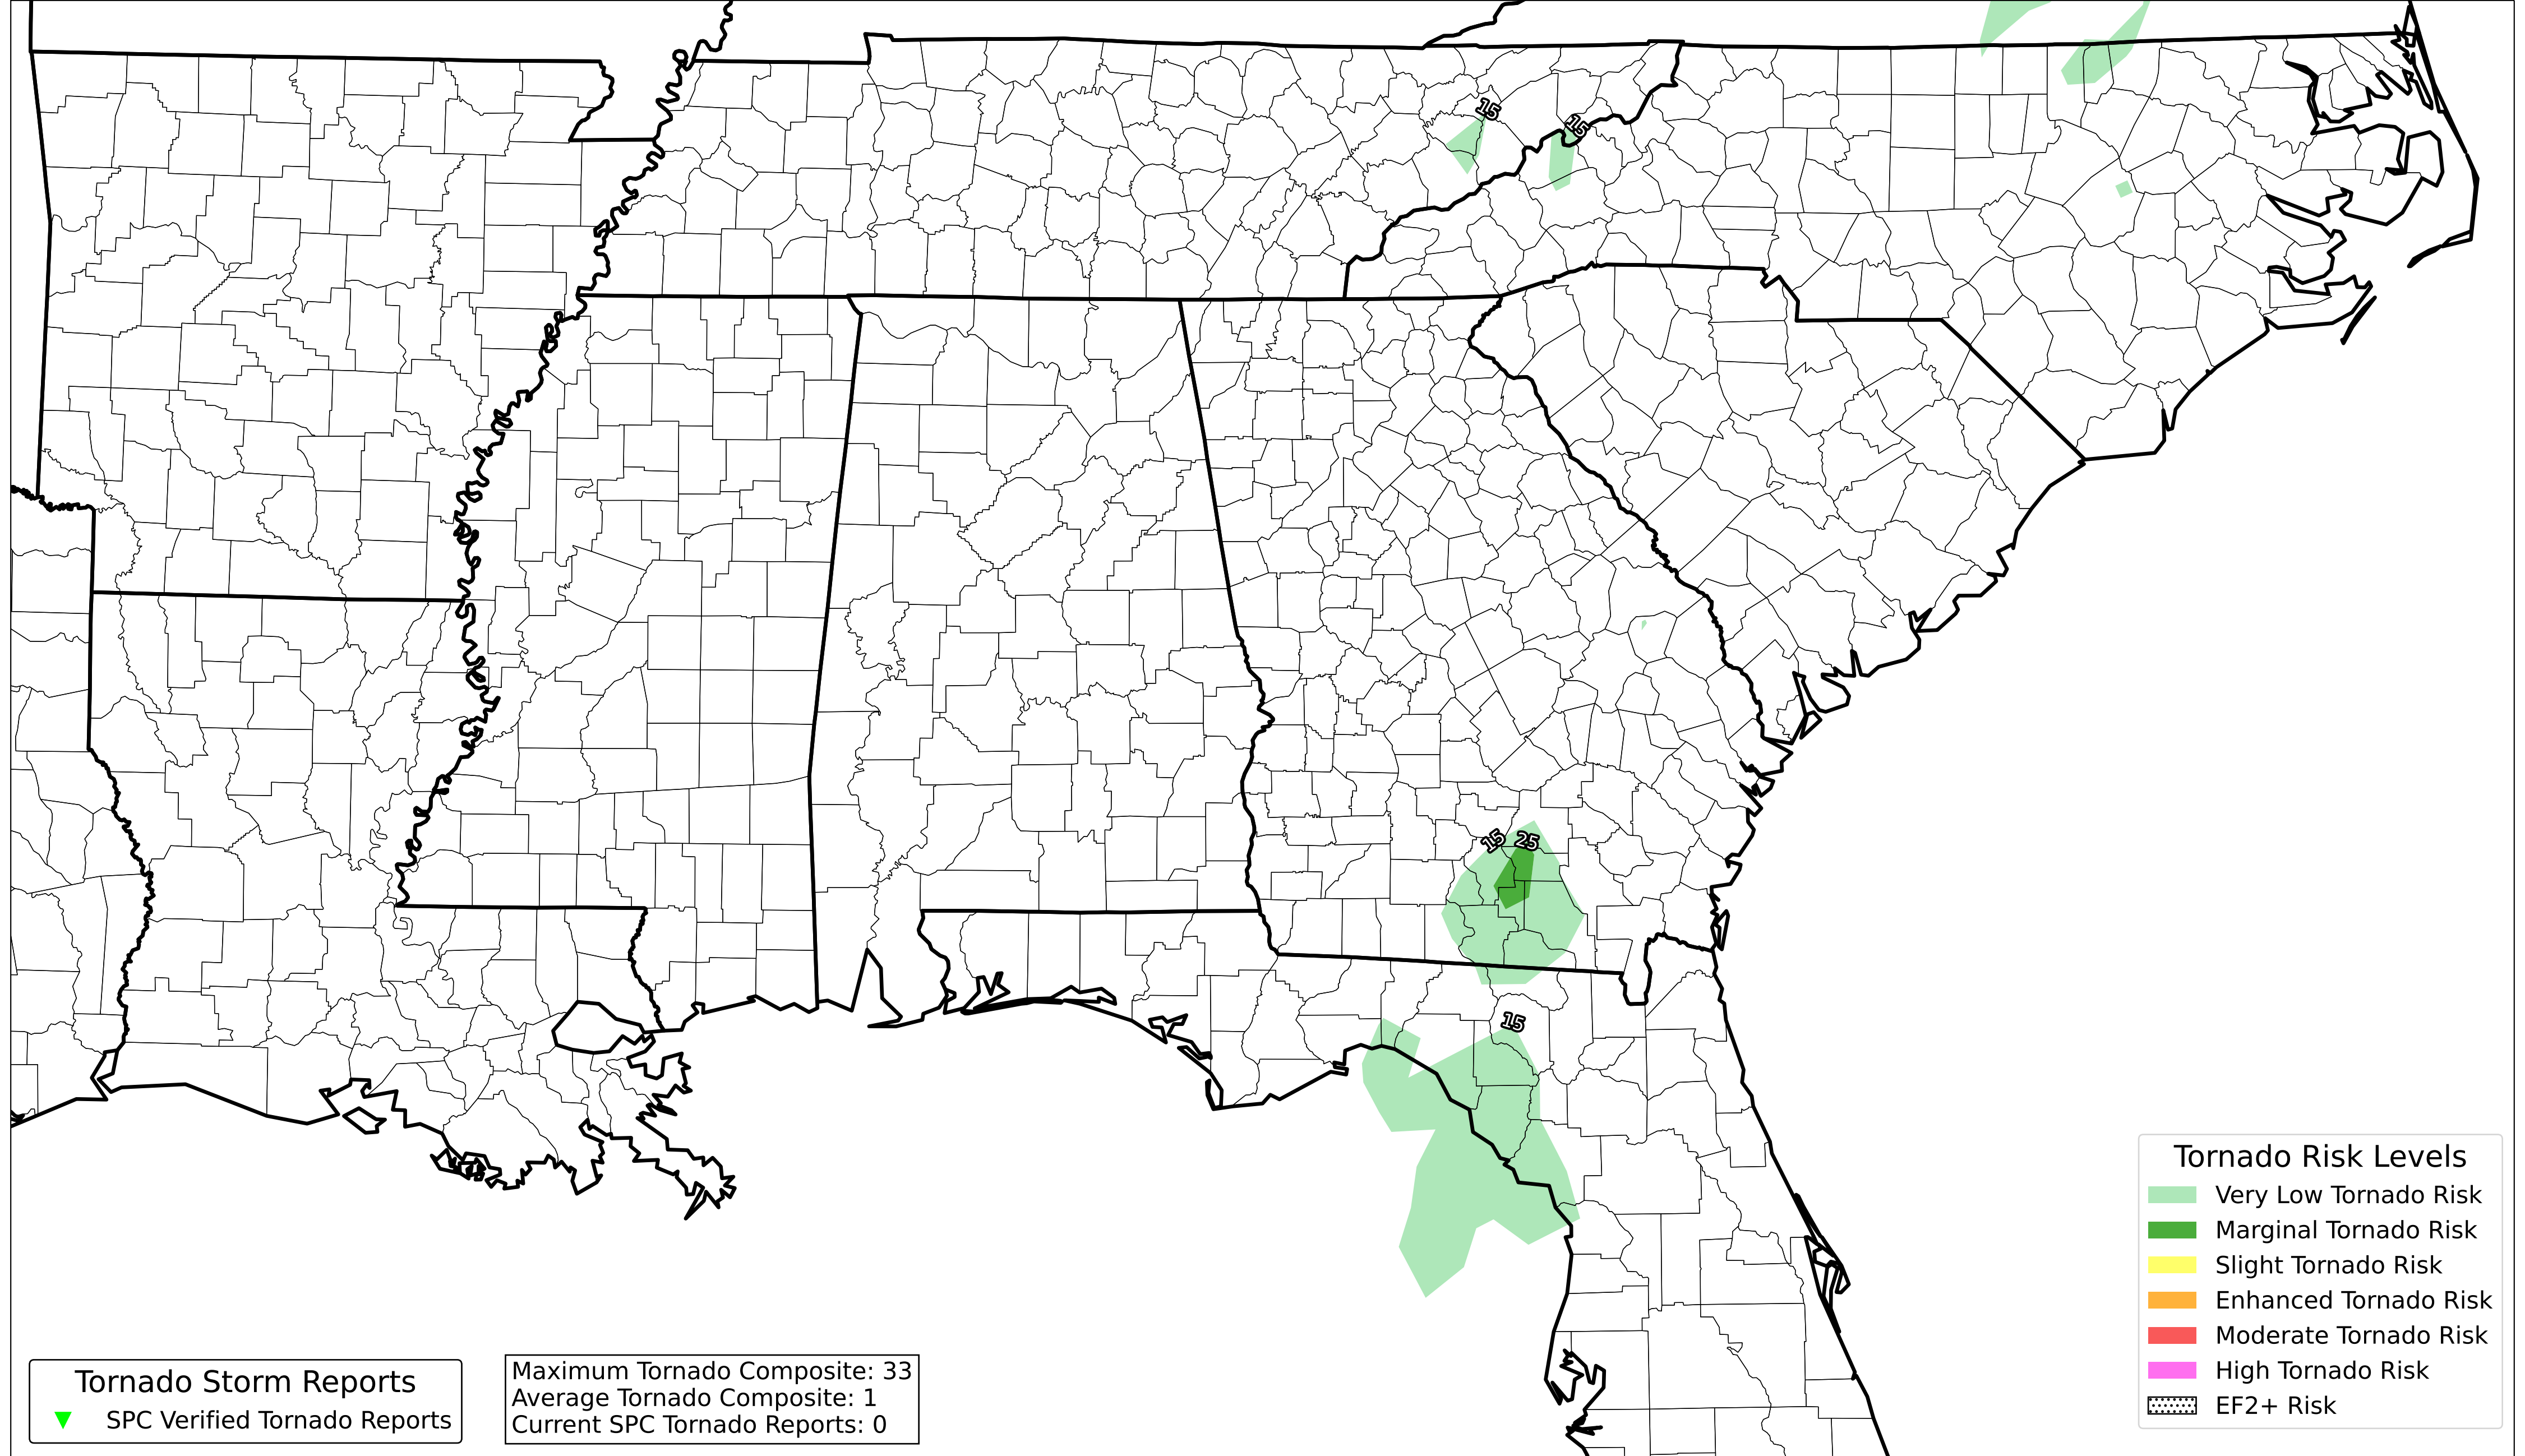 15
15
15
25
15
Tornado Risk Levels
Very Low Tornado Risk
Marginal Tornado Risk
Slight Tornado Risk
Enhanced Tornado Risk
Moderate Tornado Risk
High Tornado Risk
EF2+ Risk
Tornado Storm Reports
SPC Verified Tornado Reports
Maximum Tornado Composite: 33
Average Tornado Composite: 1
Current SPC Tornado Reports: 0